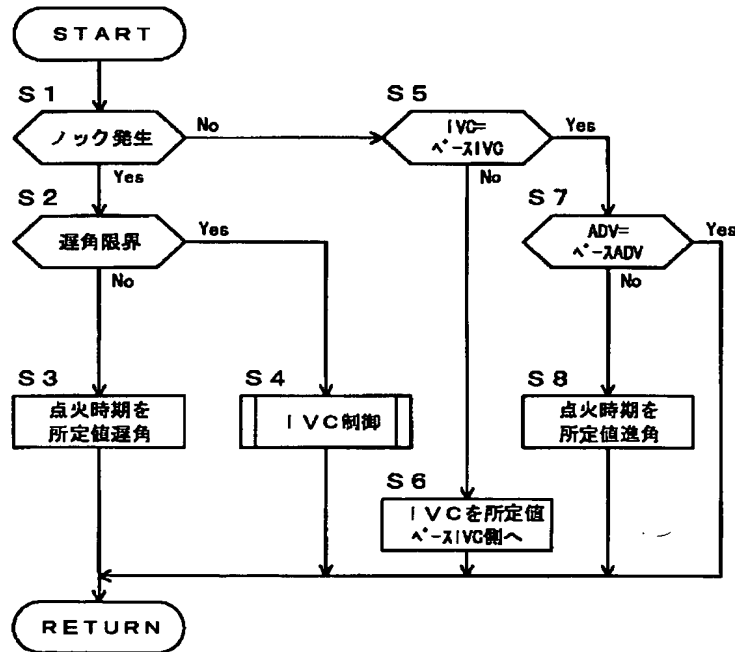 START
S1
ノック発生
No
Yes
S5
IVC=
ベースIVC
Yes
No
S2
遅角限界
Yes
No
S7
ADV=
ベースADV
Yes
No
S3
点火時期を
所定値遅角
S4
IVC制御
S8
点火時期を
所定値進角
S6
IVCを所定値
ベースIVC側へ
RETURN